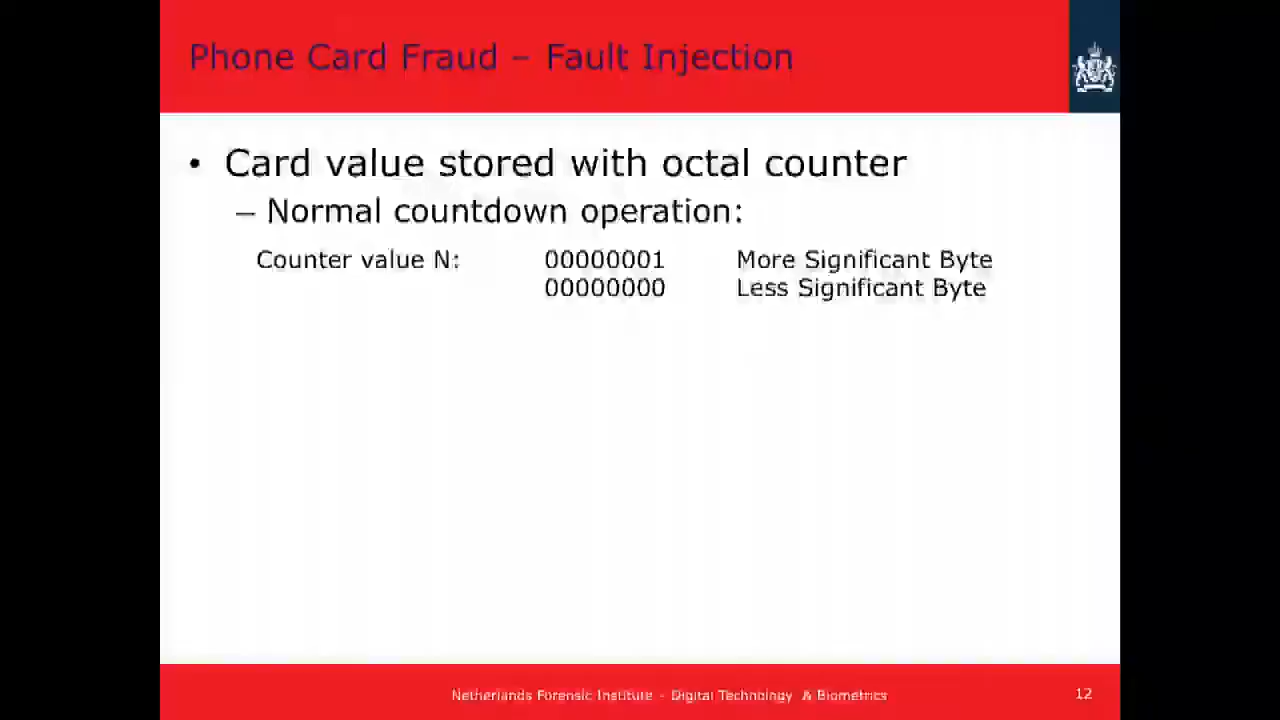 Phone Card Fraud – Fault Injection
• Card value stored with octal counter
– Normal countdown operation:
Counter value N: 00000001 More Significant Byte
00000000 Less Significant Byte
Netherlands Forensic Institute - Digital Technology & Biometrics
12